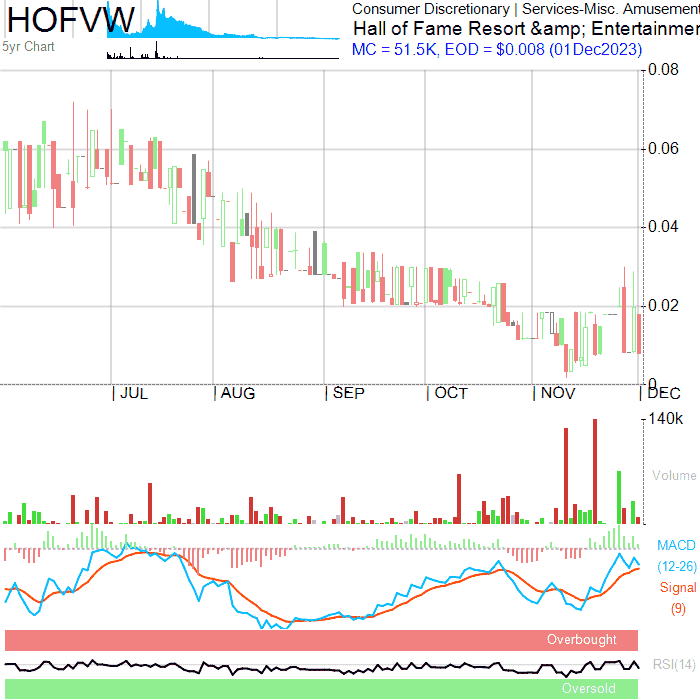 HOFVW
5yr Chart
Consumer Discretionary | Services-Misc. Amusement
Hall of Fame Resort &amp; Entertainmen
MC = 51.5K, EOD = $0.008 (01Dec2023)
0.08
0.06
0.04
0.02
0
JUL AUG SEP OCT NOV DEC
140k
Volume
MACD
(12-26)
Signal
(9)
Overbought
RSI(14)
Oversold